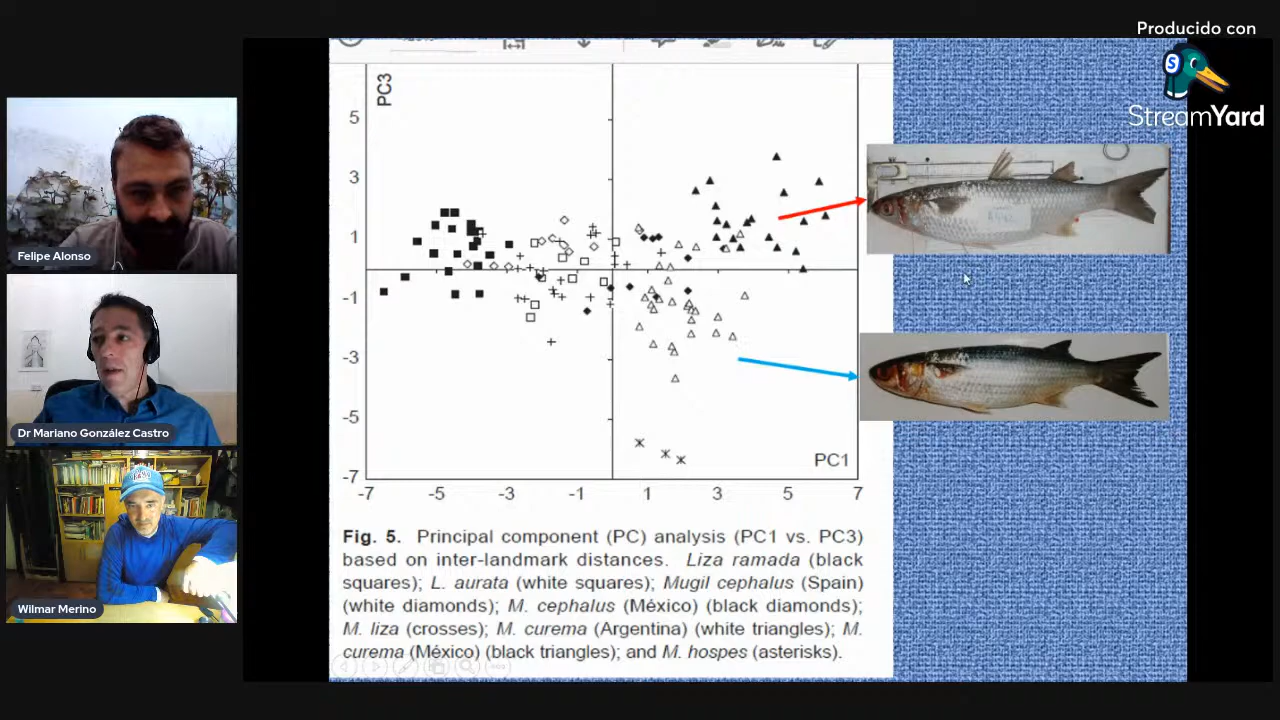 Producido con
StreamYard
Felipe Alonso
Dr Mariano González Castro
Wilmar Merino
PC3
5
3
1
-1
-3
-5
-7
PC1
-7 -5 -3 -1 1 3 5 7
Fig. 5. Principal component (PC) analysis (PC1 vs. PC3)
based on inter-landmark distances. Liza ramada (black
squares); L. aurata (white squares); Mugil cephalus (Spain)
(white diamonds); M. cephalus (México) (black diamonds);
M. liza (crosses); M. curema (Argentina) (white triangles); M.
curema (México) (black triangles); and M. hospes (asterisks).